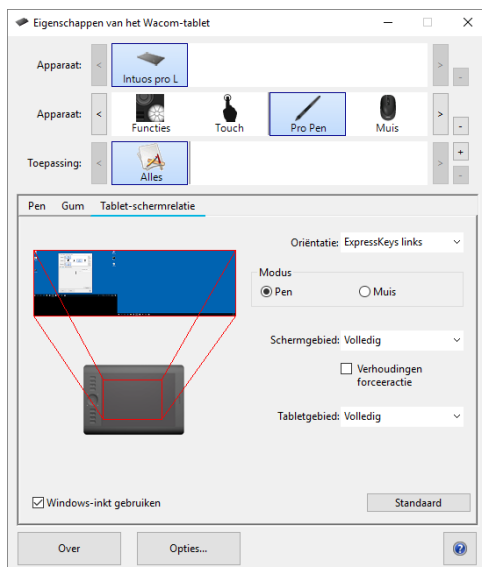 Eigenschappen van het Wacom-tablet
Apparaat:
Intuos pro L
Apparaat:
Functies
Touch
Pro Pen
Muis
Toepassing:
Alles
Pen
Gum
Tablet-schermrelatie
Oriëntatie: ExpressKeys links
Modus
Pen
Muis
Schermgebied: Volledig
Verhoudingen
forceeractie
Tabletgebied: Volledig
Windows-inkt gebruiken
Standaard
Over
Opties...